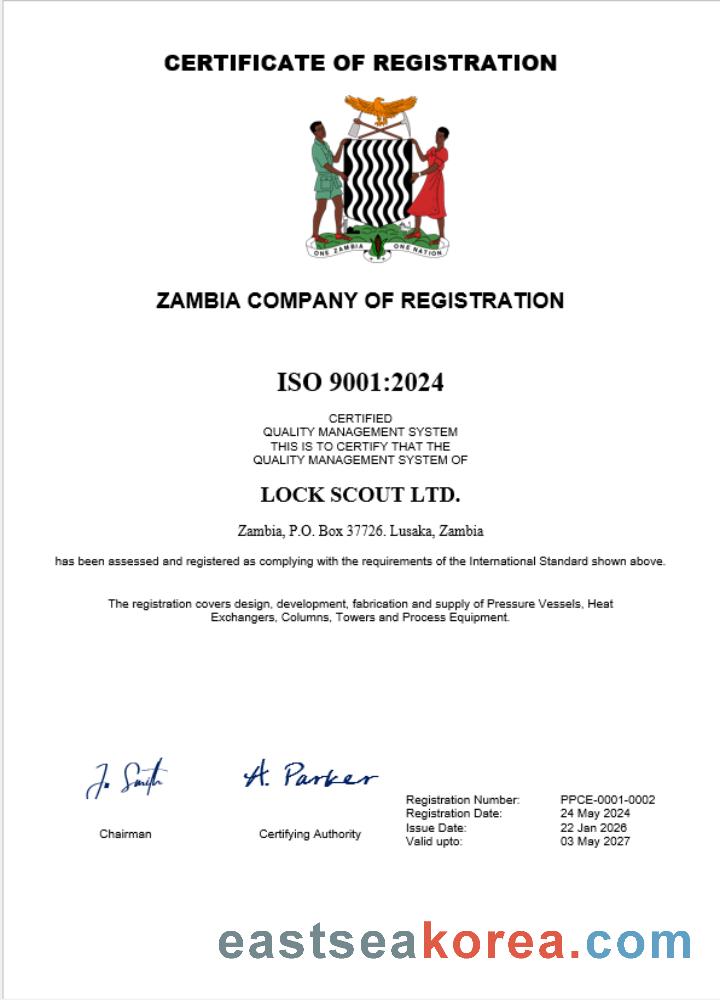 CERTIFICATE OF REGISTRATION
ONE ZAMBIA ONE NATION
ZAMBIA COMPANY OF REGISTRATION
ISO 9001:2024
CERTIFIED
QUALITY MANAGEMENT SYSTEM
THIS IS TO CERTIFY THAT THE
QUALITY MANAGEMENT SYSTEM OF
LOCK SCOUT LTD.
Zambia, P.O. Box 37726. Lusaka, Zambia
has been assessed and registered as complying with the requirements of the International Standard shown above.
The registration covers design, development, fabrication and supply of Pressure Vessels, Heat
Exchangers, Columns, Towers and Process Equipment.
J. Smith
A. Parker
Chairman
Certifying Authority
Registration Number: PPCE-0001-0002
Registration Date: 24 May 2024
Issue Date: 22 Jan 2026
Valid upto: 03 May 2027
eastseakorea.com